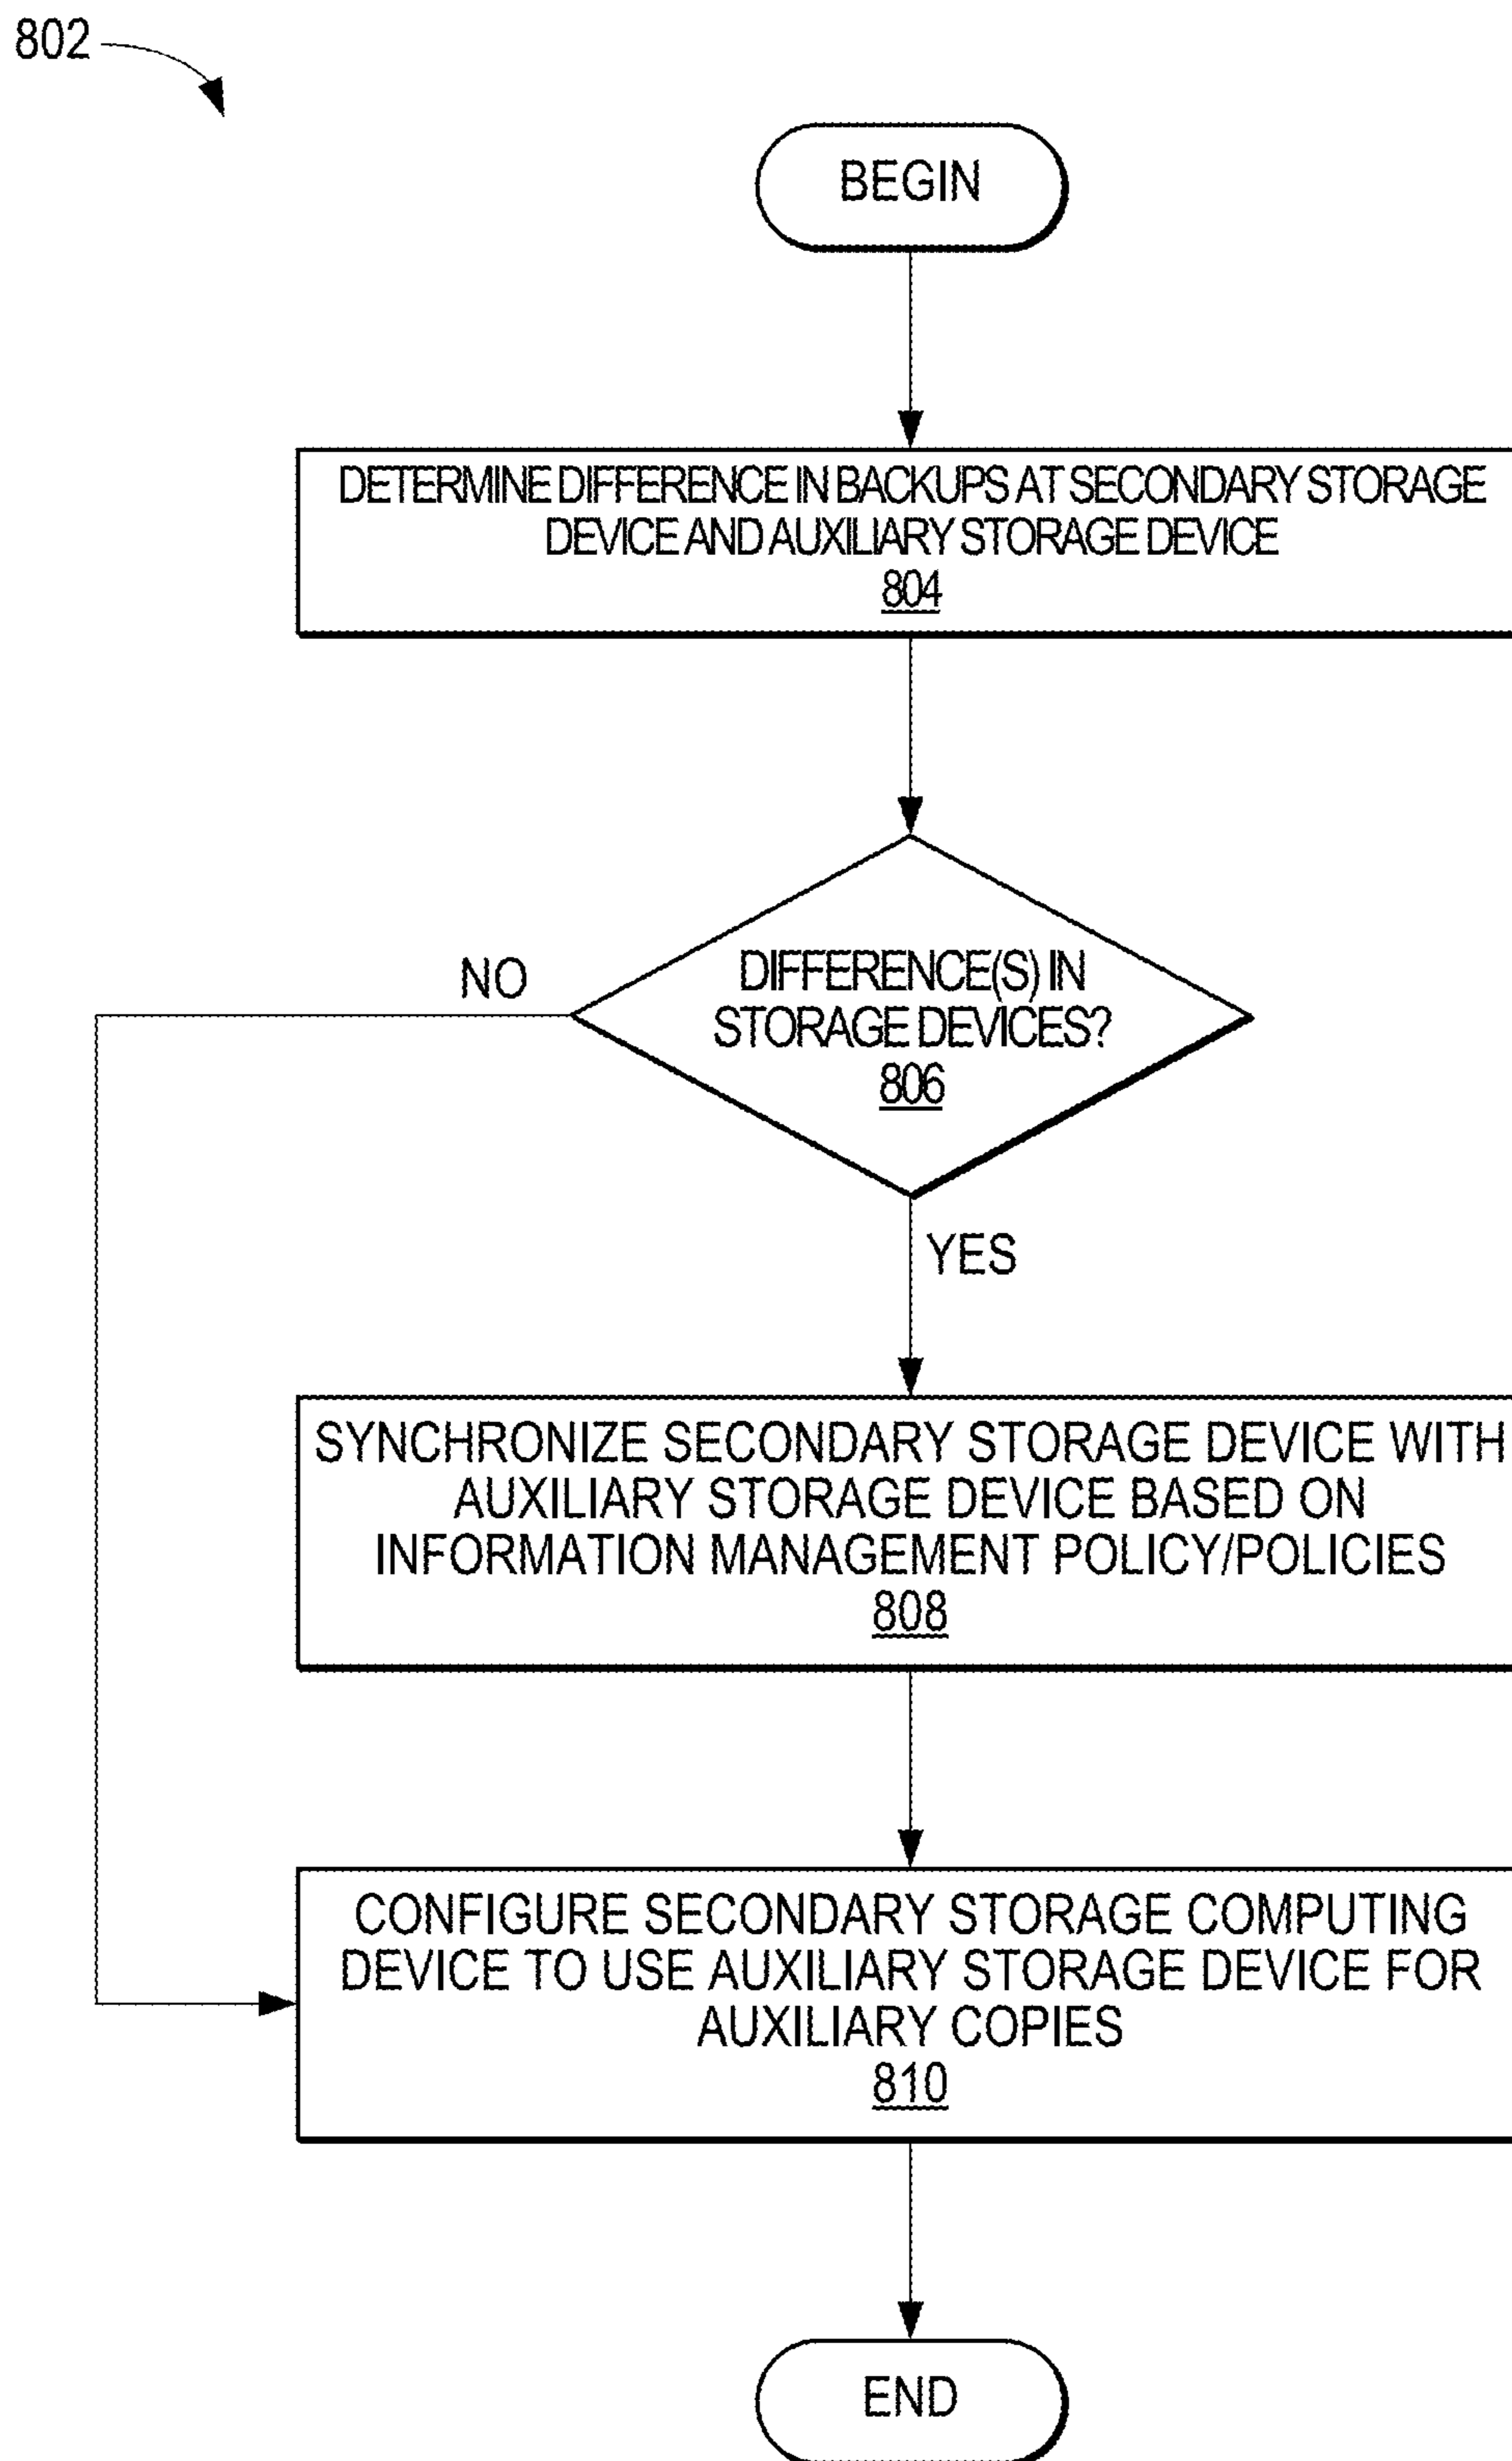 802
BEGIN
DETERMINE DIFFERENCE IN BACKUPS AT SECONDARY STORAGE
DEVICE AND AUXILIARY STORAGE DEVICE
804
DIFFERENCE(S) IN
STORAGE DEVICES?
806
NO
YES
SYNCHRONIZE SECONDARY STORAGE DEVICE WITH
AUXILIARY STORAGE DEVICE BASED ON
INFORMATION MANAGEMENT POLICY/POLICIES
808
CONFIGURE SECONDARY STORAGE COMPUTING
DEVICE TO USE AUXILIARY STORAGE DEVICE FOR
AUXILIARY COPIES
810
END